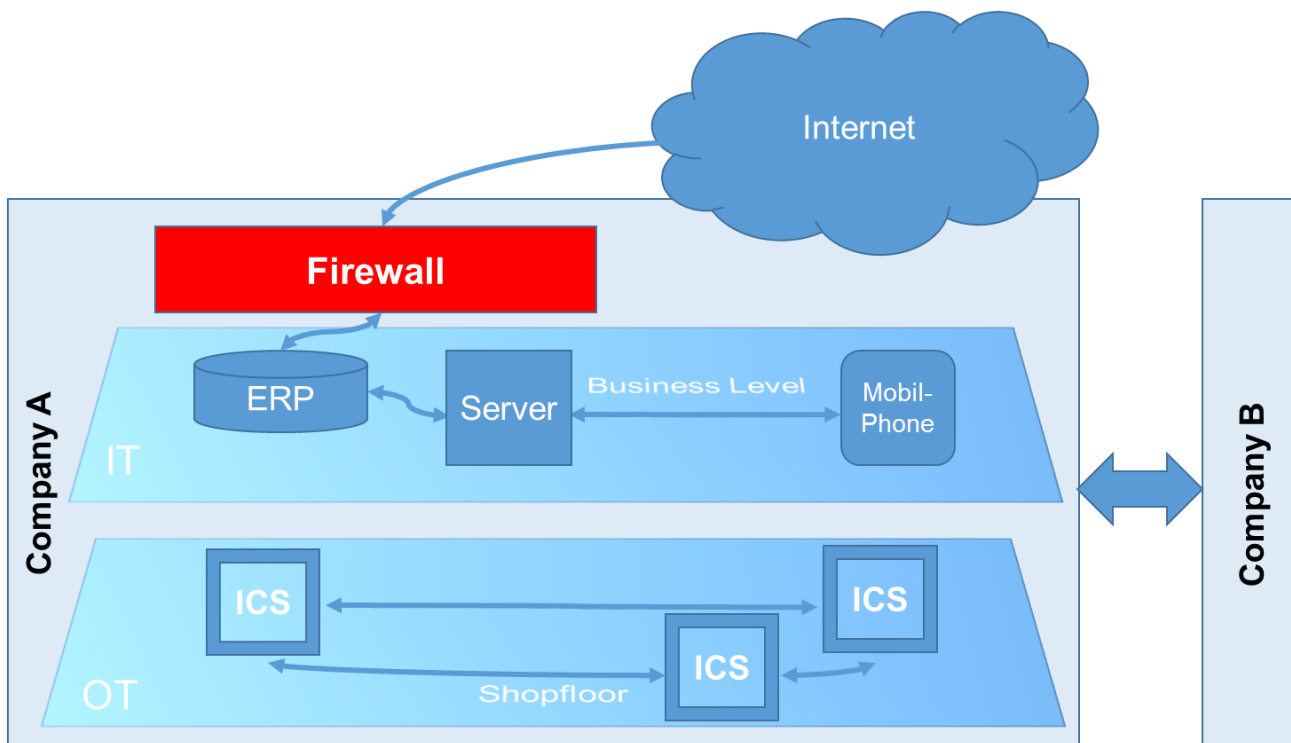 Internet
Firewall
Company A
ERP
Server
Business Level
Mobil-
Phone
IT
Company B
ICS
ICS
ICS
Shopfloor
OT